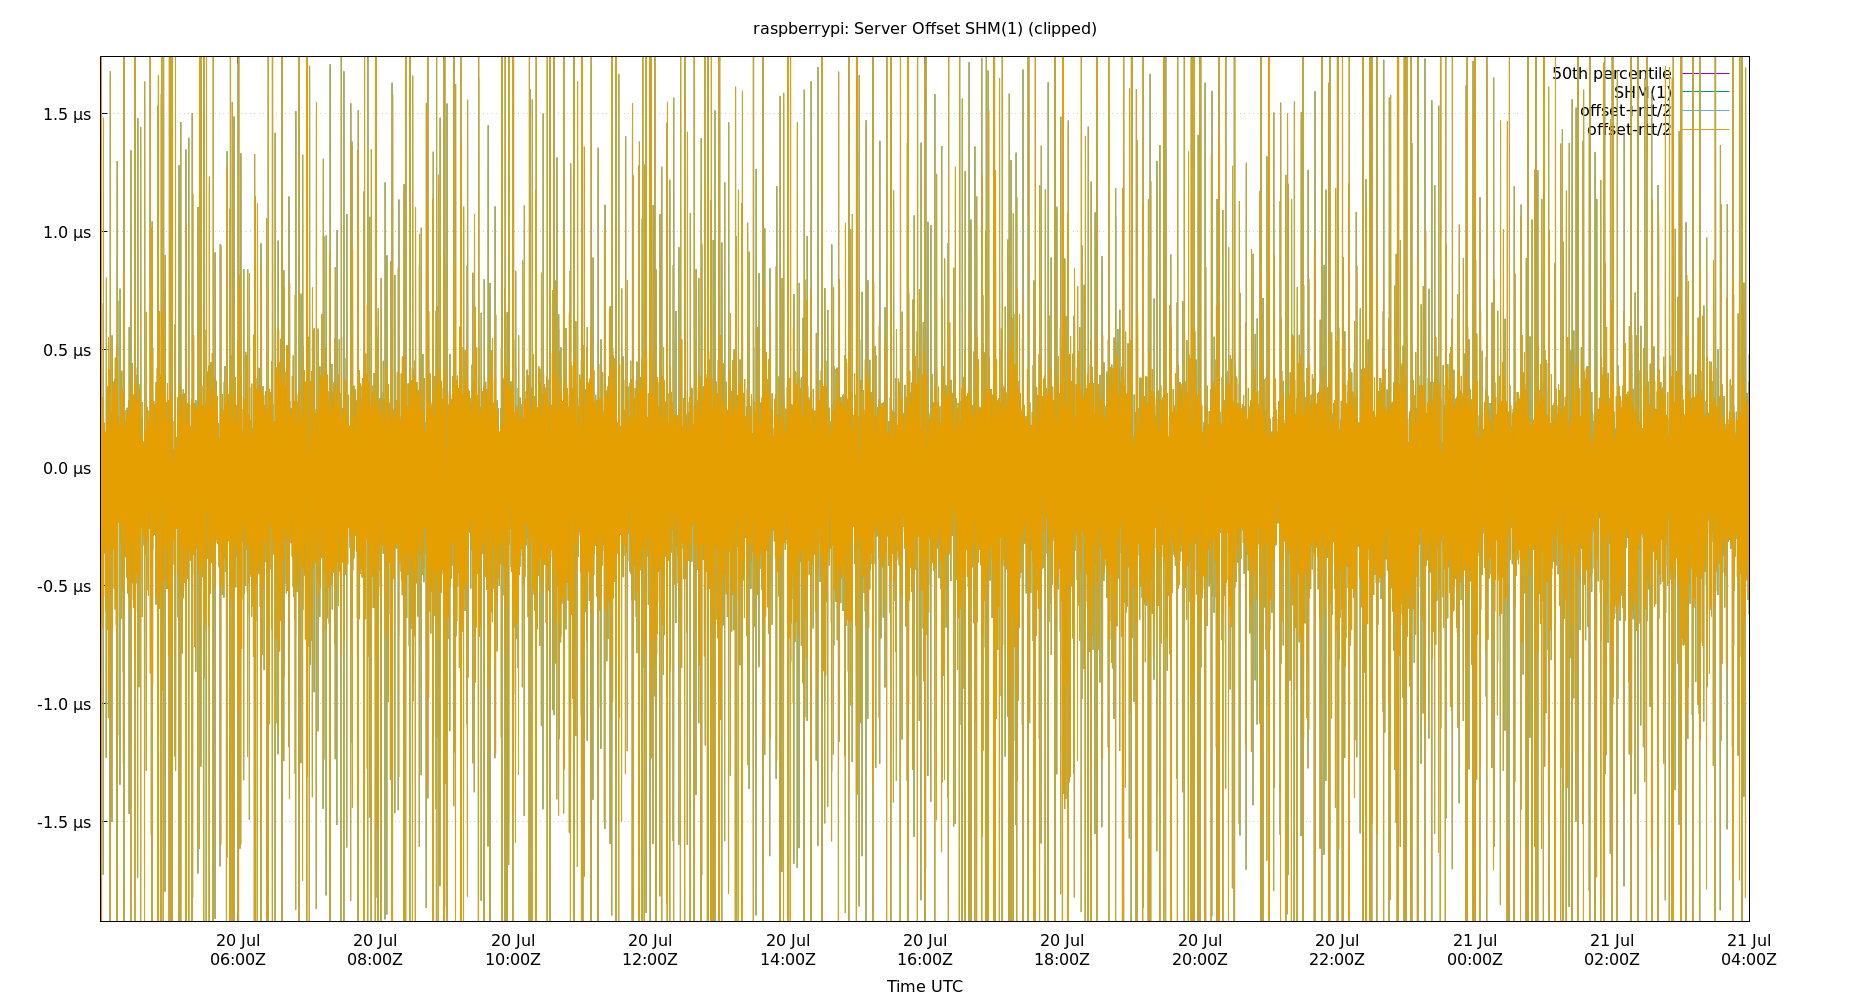 raspberrypi: Server Offset SHM(1) (clipped)
50th percentile
SHM(1)
offset+rtt/2
offset-rtt/2
1.5 µs
1.0 µs
0.5 µs
0.0 µs
-0.5 µs
-1.0 µs
-1.5 µs
20 Jul 20 Jul 20 Jul 20 Jul 20 Jul 20 Jul 20 Jul 20 Jul 20 Jul 21 Jul 21 Jul 21 Jul
06:00Z 08:00Z 10:00Z 12:00Z 14:00Z 16:00Z 18:00Z 20:00Z 22:00Z 00:00Z 02:00Z 04:00Z
Time UTC